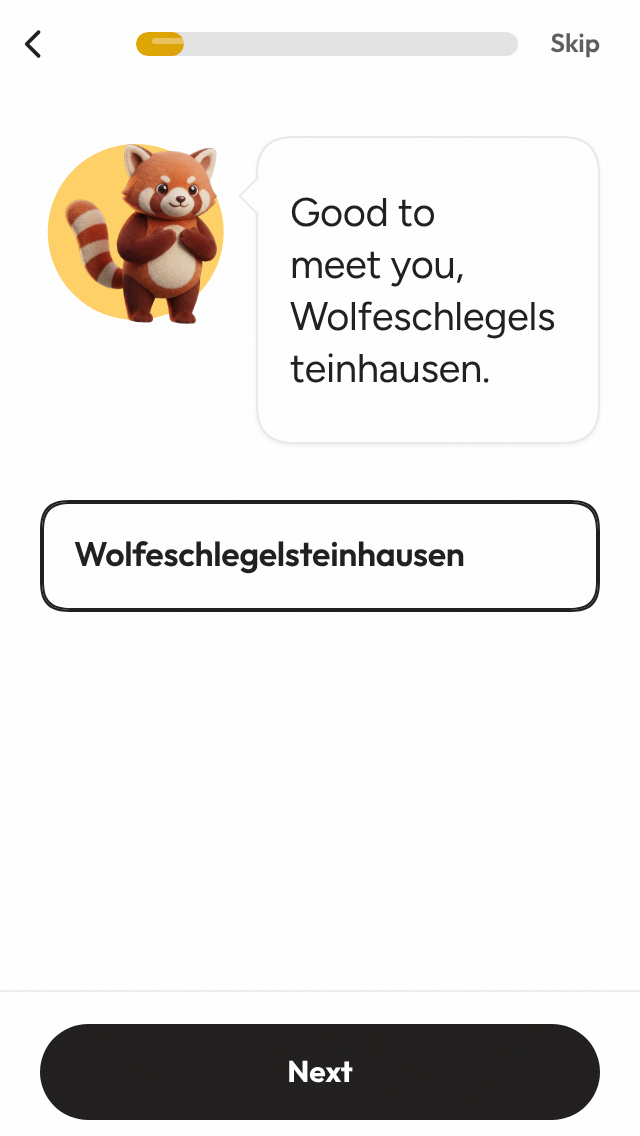 Skip
Good to
meet you,
Wolfeschlegels
teinhausen.
Wolfeschlegelsteinhausen
Next